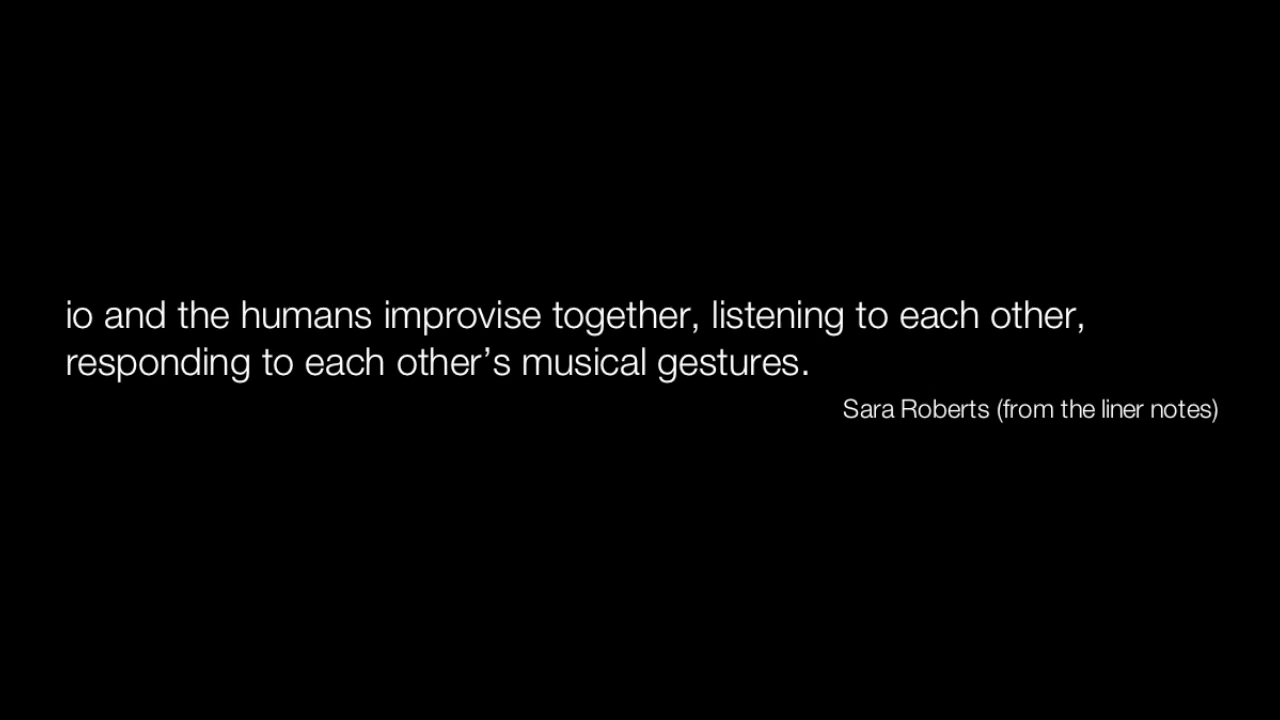 io and the humans improvise together, listening to each other,
responding to each other’s musical gestures.
Sara Roberts (from the liner notes)